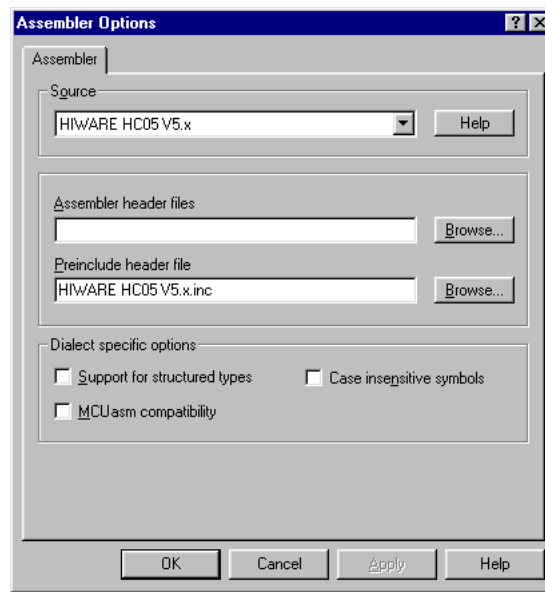 Assembler Options
Assembler
Source
HIWARE HC05 V5.x
Help
Assembler header files
Browse...
Preinclude header file
HIWARE HC05 V5.x.inc
Browse...
Dialect specific options
Support for structured types
Case insensitive symbols
MCUasm compatibility
OK
Cancel
Apply
Help